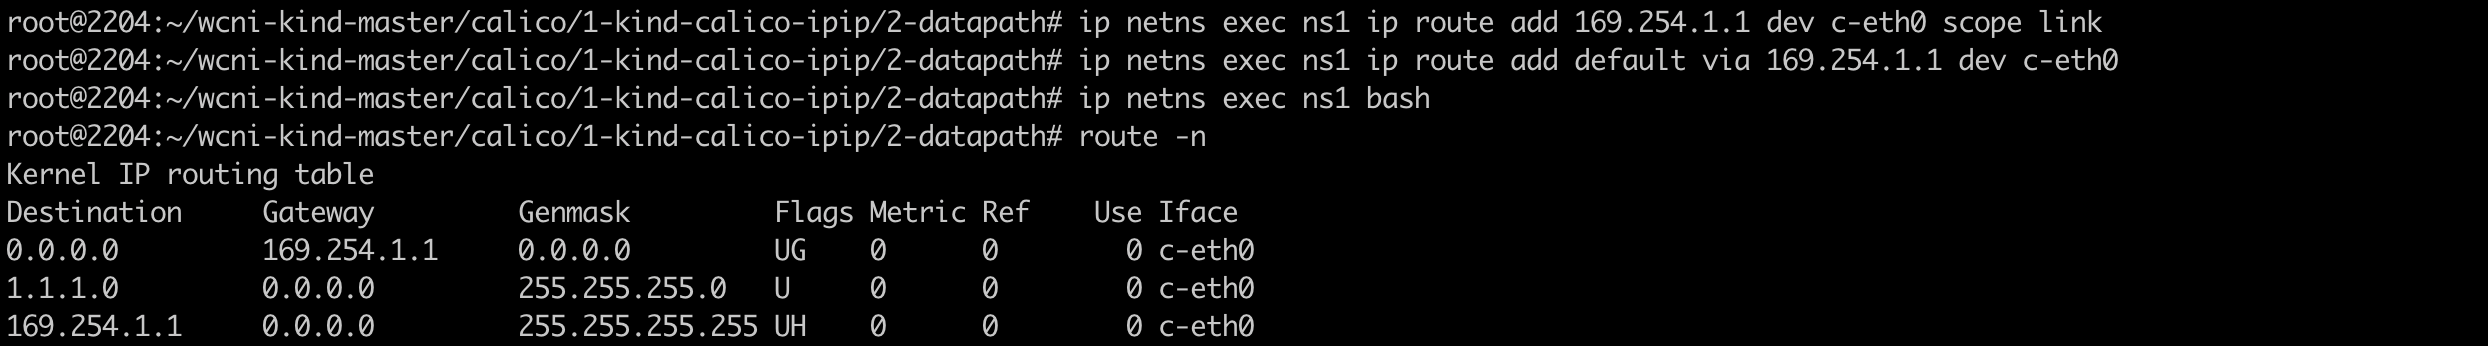 root@2204:~/wcni-kind-master/calico/1-kind-calico-ipip/2-datapath# ip netns exec ns1 ip route add 169.254.1.1 dev c-eth0 scope link
root@2204:~/wcni-kind-master/calico/1-kind-calico-ipip/2-datapath# ip netns exec ns1 ip route add default via 169.254.1.1 dev c-eth0
root@2204:~/wcni-kind-master/calico/1-kind-calico-ipip/2-datapath# ip netns exec ns1 bash
root@2204:~/wcni-kind-master/calico/1-kind-calico-ipip/2-datapath# route -n
Kernel IP routing table
Destination     Gateway         Genmask         Flags Metric Ref    Use Iface
0.0.0.0         169.254.1.1     0.0.0.0         UG    0      0        0 c-eth0
1.1.1.0         0.0.0.0         255.255.255.0   U     0      0        0 c-eth0
169.254.1.1     0.0.0.0         255.255.255.255 UH    0      0        0 c-eth0